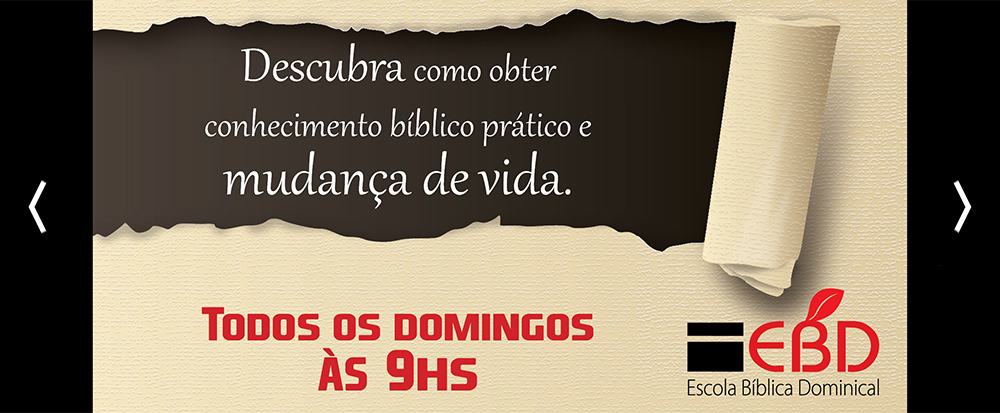 Descubra como obter
conhecimento bíblico prático e
mudança de vida.
TODOS OS DOMINGOS
ÀS 9HS
EBD
Escola Bíblica Dominical